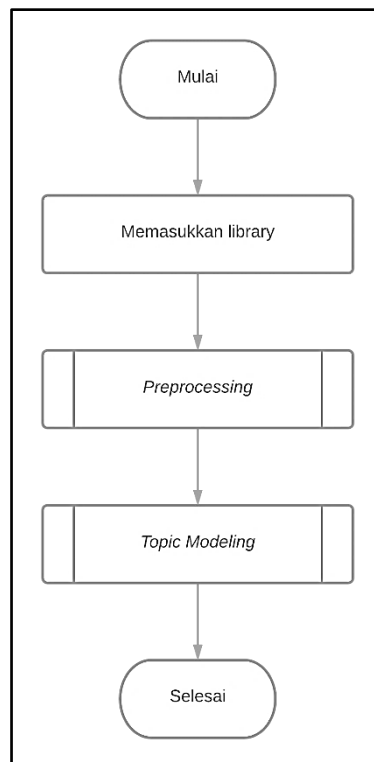 Mulai
Memasukkan library
Preprocessing
Topic Modeling
Selesai